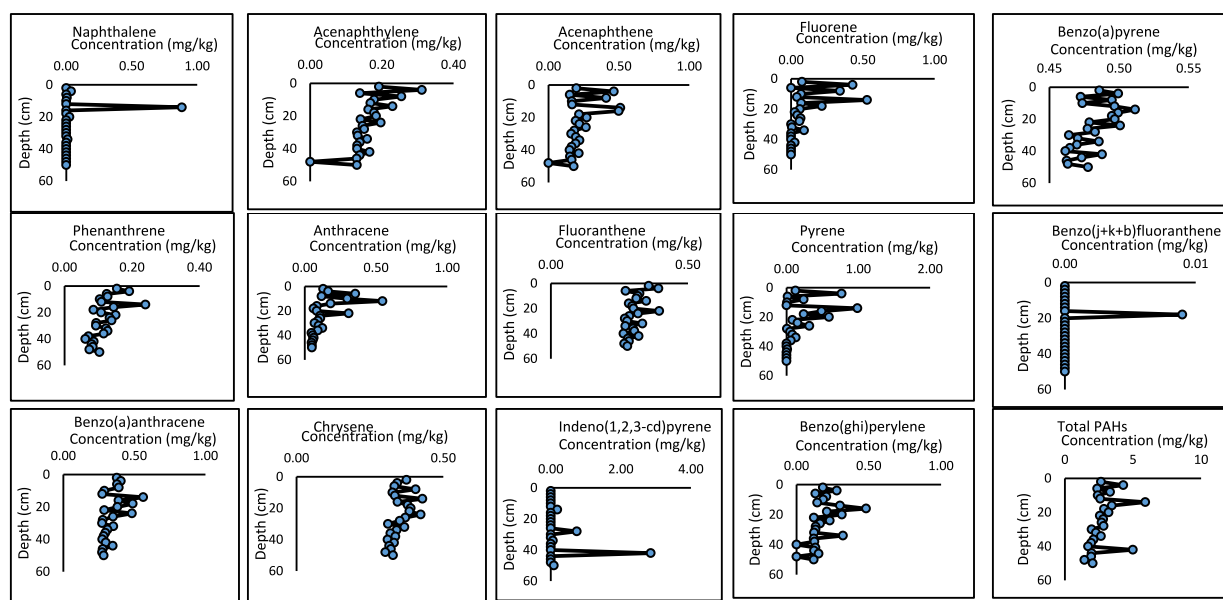 Naphthalene
Concentration (mg/kg)
0.00 0.50 1.00
0
20
40
60
Depth (cm)
Acenaphthylene
Concentration (mg/kg)
0.00 0.20 0.40
0
20
40
60
Depth (cm)
Acenaphthene
Concentration (mg/kg)
0.00 0.50 1.00
0
20
40
60
Depth (cm)
Fluorene
Concentration (mg/kg)
0.00 0.50 1.00
0
20
40
60
Depth (cm)
Benzo(a)pyrene
Concentration (mg/kg)
0.45 0.50 0.55
0
20
40
60
Depth (cm)
Phenanthrene
Concentration (mg/kg)
0.00 0.20 0.40
0
20
40
60
Depth (cm)
Anthracene
Concentration (mg/kg)
0.00 0.50 1.00
0
20
40
60
Depth (cm)
Fluoranthene
Concentration (mg/kg)
0.00 0.50
0
20
40
60
Depth (cm)
Pyrene
Concentration (mg/kg)
0.00 1.00 2.00
0
20
40
60
Depth (cm)
Benzo(j+k+b)fluoranthene
Concentration (mg/kg)
0.00 0.01
0
20
40
60
Depth (cm)
Benzo(a)anthracene
Concentration (mg/kg)
0.00 0.50 1.00
0
20
40
60
Depth (cm)
Chrysene
Concentration (mg/kg)
0.00 0.50
0
20
40
60
Depth (cm)
Indeno(1,2,3-cd)pyrene
Concentration (mg/kg)
0.00 2.00 4.00
0
20
40
60
Depth (cm)
Benzo(ghi)perylene
Concentration (mg/kg)
0.00 0.50 1.00
0
20
40
60
Depth (cm)
Total PAHs
Concentration (mg/kg)
0 5 10
0
20
40
60
Depth (cm)